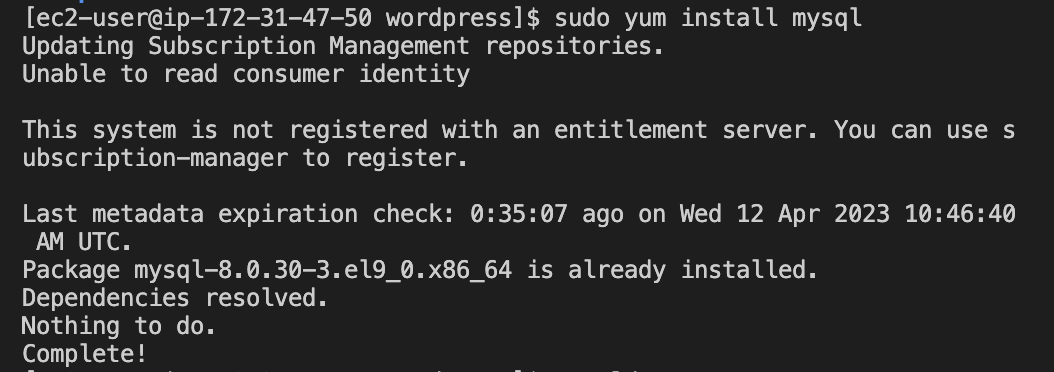 [ec2-user@ip-172-31-47-50 wordpress]$ sudo yum install mysql
Updating Subscription Management repositories.
Unable to read consumer identity
This system is not registered with an entitlement server. You can use s
ubscription-manager to register.
Last metadata expiration check: 0:35:07 ago on Wed 12 Apr 2023 10:46:40
 AM UTC.
Package mysql-8.0.30-3.el9_0.x86_64 is already installed.
Dependencies resolved.
Nothing to do.
Complete!